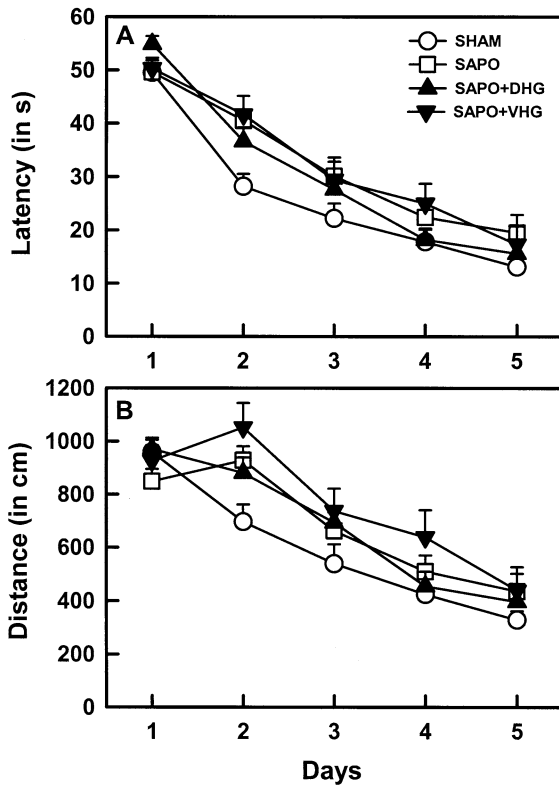 A
SHAM
SAPO
SAPO+DHG
SAPO+VHG
Latency (in s)
60
50
40
30
20
10
0
1 2 3 4 5
B
Distance (in cm)
1200
1000
800
600
400
200
0
1 2 3 4 5
Days